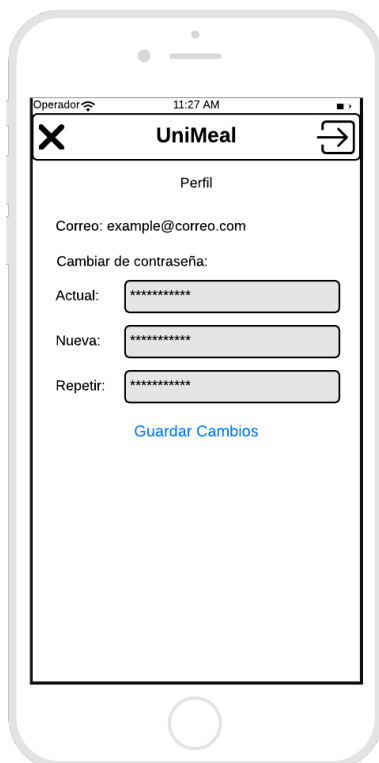 Operador 11:27 AM
UniMeal
Perfil
Correo: example@correo.com
Cambiar de contraseña:
Actual: ***********
Nueva: ***********
Repetir: ***********
Guardar Cambios